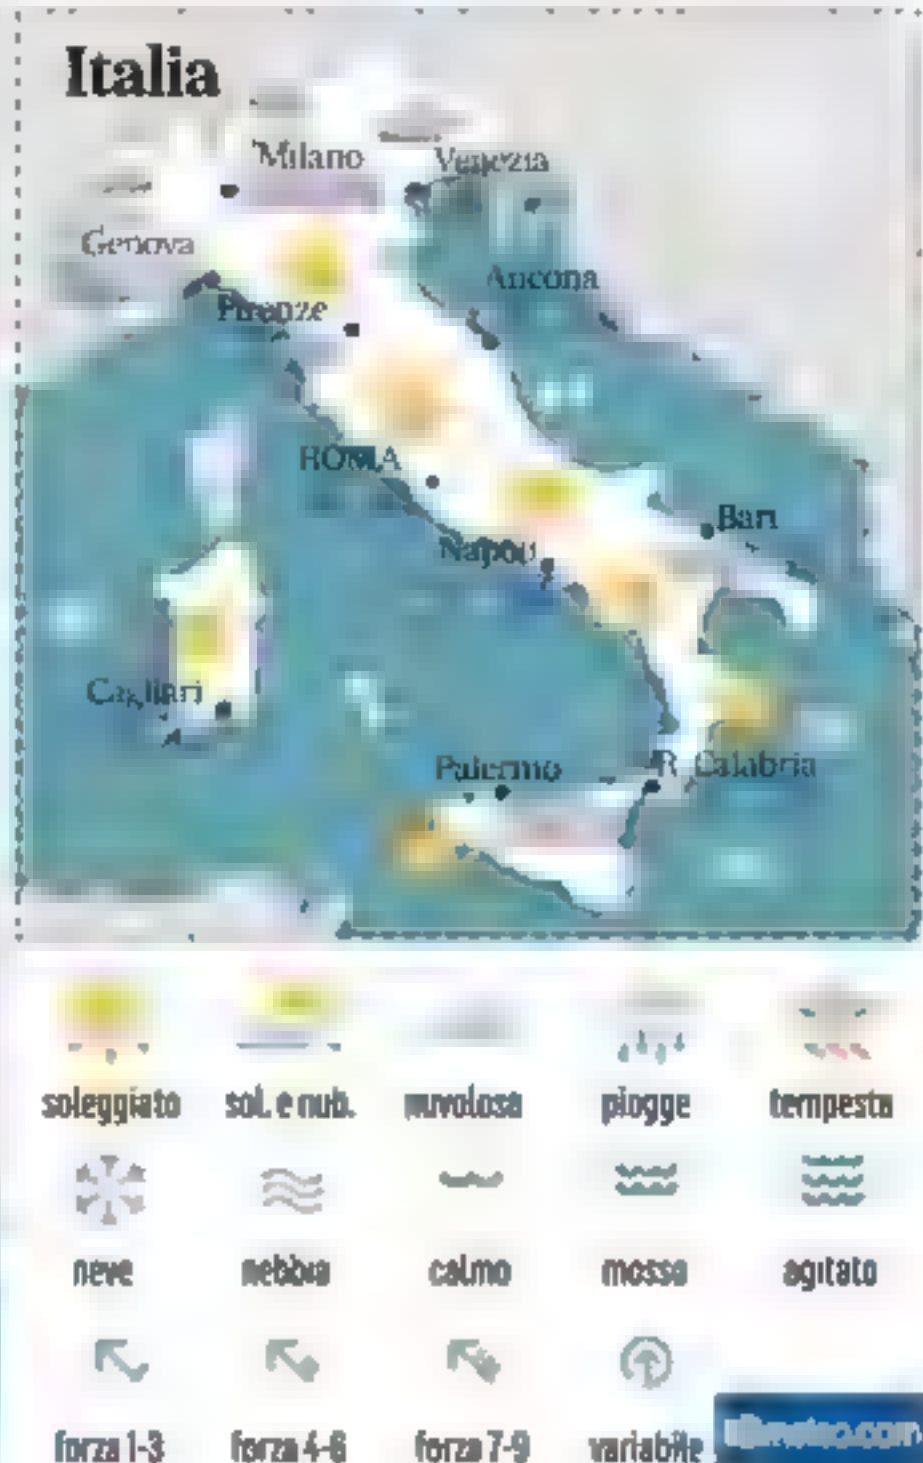 Italia
Milano
Venezia
Genova
Ancona
Firenze
ROMA
Bari
Napoli
Cagliari
Palermo
R. Calabria
soleggiato
sol. e nub.
nuvoloso
piogge
tempesta
neve
nebbia
calmo
mosso
agitato
forza 1-3
forza 4-6
forza 7-9
variabile